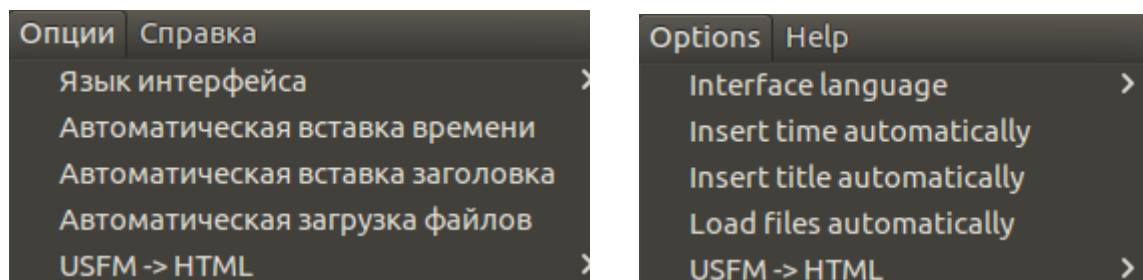 Опции Справка
Язык интерфейса
Автоматическая вставка времени
Автоматическая вставка заголовка
Автоматическая загрузка файлов
USFM -> HTML
Options Help
Interface language
Insert time automatically
Insert title automatically
Load files automatically
USFM -> HTML